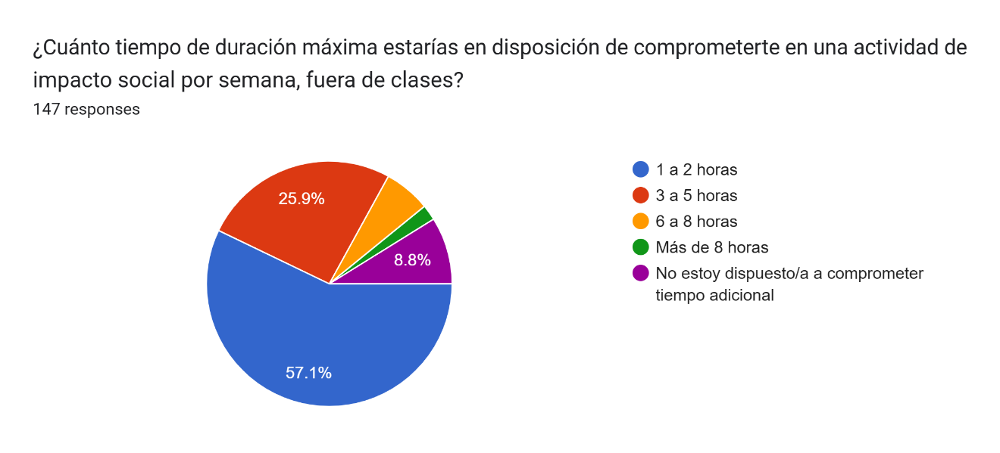 ¿Cuánto tiempo de duración máxima estarías en disposición de comprometerte en una actividad de
impacto social por semana, fuera de clases?
147 responses
25.9%
8.8%
57.1%
1 a 2 horas
3 a 5 horas
6 a 8 horas
Más de 8 horas
No estoy dispuesto/a a comprometer
tiempo adicional